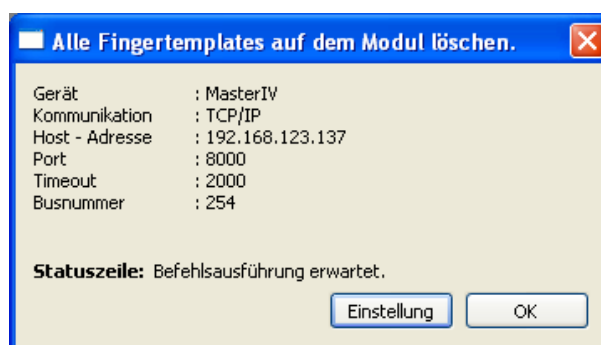 Alle Fingertemplates auf dem Modul löschen.
Gerät : MasterIV
Kommunikation : TCP/IP
Host - Adresse : 192.168.123.137
Port : 8000
Timeout : 2000
Busnummer : 254
Statuszeile: Befehlsausführung erwartet.
Einstellung OK